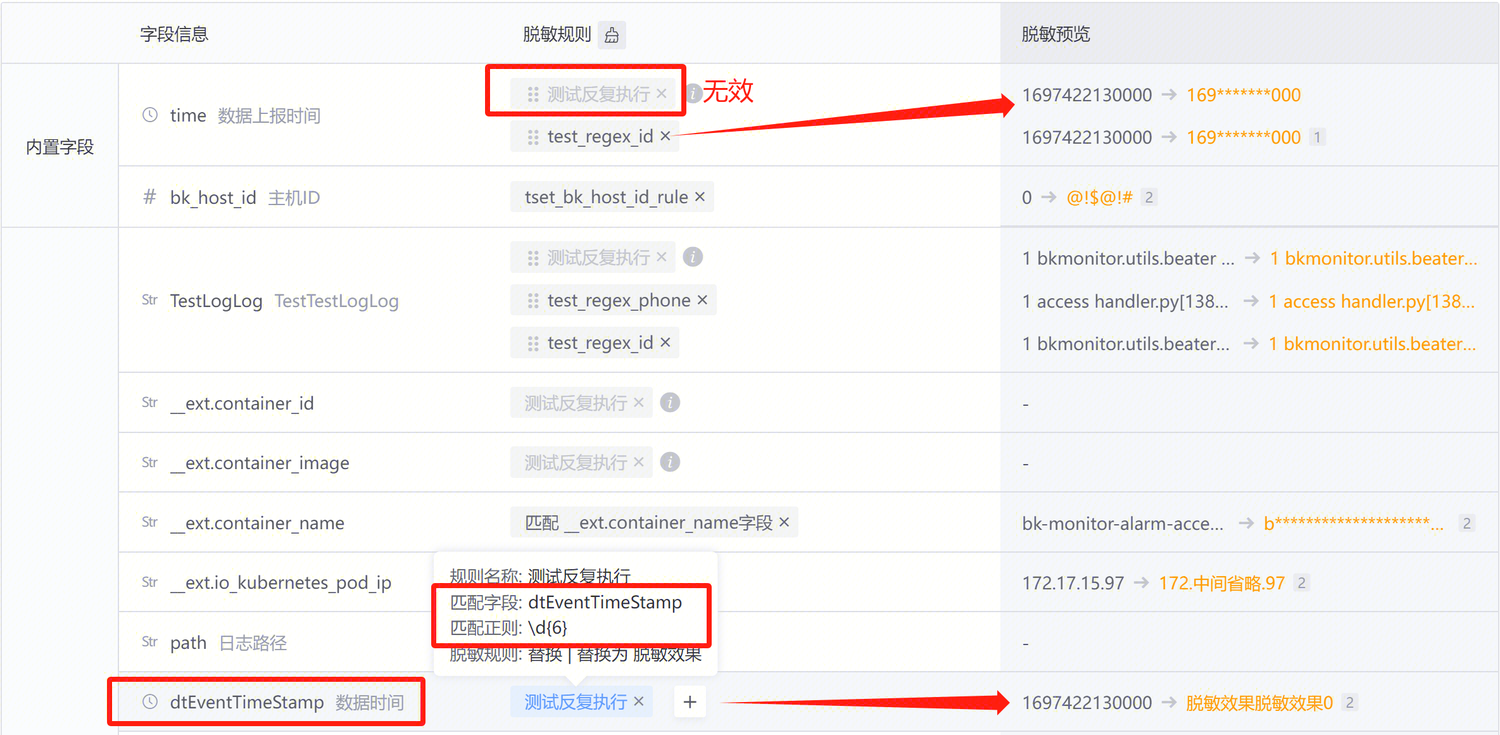 字段信息 脱敏规则 脱敏预览
内置字段
time 数据上报时间
测试反复执行 × i 无效
test_regex_id ×
1697422130000 → 169*******000
1697422130000 → 169*******000 1
# bk_host_id 主机ID tset_bk_host_id_rule × 0 → @!$@!# 2
Str TestLogLog TestTestLogLog
测试反复执行 × i
test_regex_phone ×
test_regex_id ×
1 bkmonitor.utils.beater ... → 1 bkmonitor.utils.beater...
1 access handler.py[138... → 1 access handler.py[138...
1 bkmonitor.utils.beater... → 1 bkmonitor.utils.beater...
Str __ext.container_id 测试反复执行 × i -
Str __ext.container_image 测试反复执行 × i -
Str __ext.container_name 匹配 __ext.container_name字段 × bk-monitor-alarm-acce... → b********************... 2
Str __ext.io_kubernetes_pod_ip 172.17.15.97 → 172.中间省略.97 2
规则名称: 测试反复执行
匹配字段: dtEventTimeStamp
匹配正则: \d{6}
脱敏规则: 替换 | 替换为 脱敏效果
Str path 日志路径 -
dtEventTimeStamp 数据时间 测试反复执行 × + 1697422130000 → 脱敏效果脱敏效果0 2